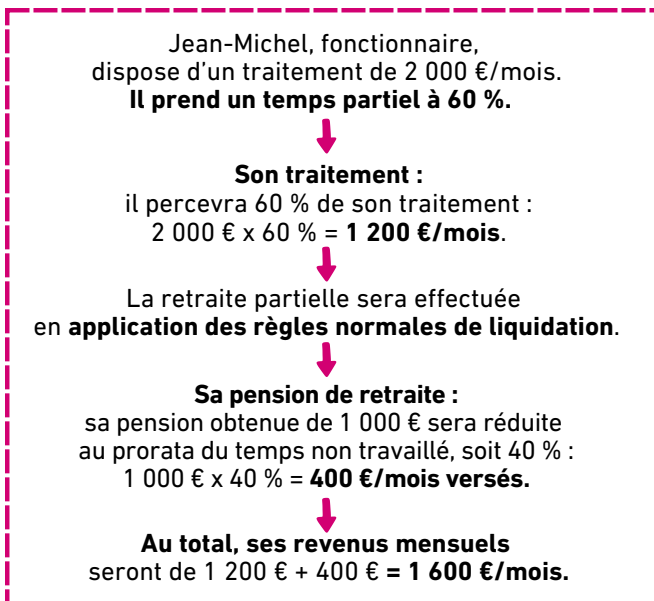 Jean-Michel, fonctionnaire,
dispose d’un traitement de 2 000 €/mois.
Il prend un temps partiel à 60 %.
Son traitement :
il percevra 60 % de son traitement :
2 000 € x 60 % = 1 200 €/mois.
La retraite partielle sera effectuée
en application des règles normales de liquidation.
Sa pension de retraite :
sa pension obtenue de 1 000 € sera réduite
au prorata du temps non travaillé, soit 40 % :
1 000 € x 40 % = 400 €/mois versés.
Au total, ses revenus mensuels
seront de 1 200 € + 400 € = 1 600 €/mois.